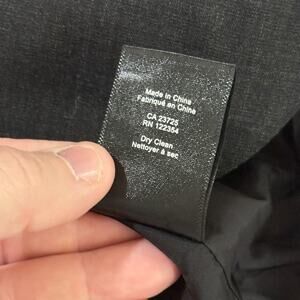 Made in China
Fabriqué en Chine
CA 23725
RN 122354
Dry Clean
Nettoyer à sec